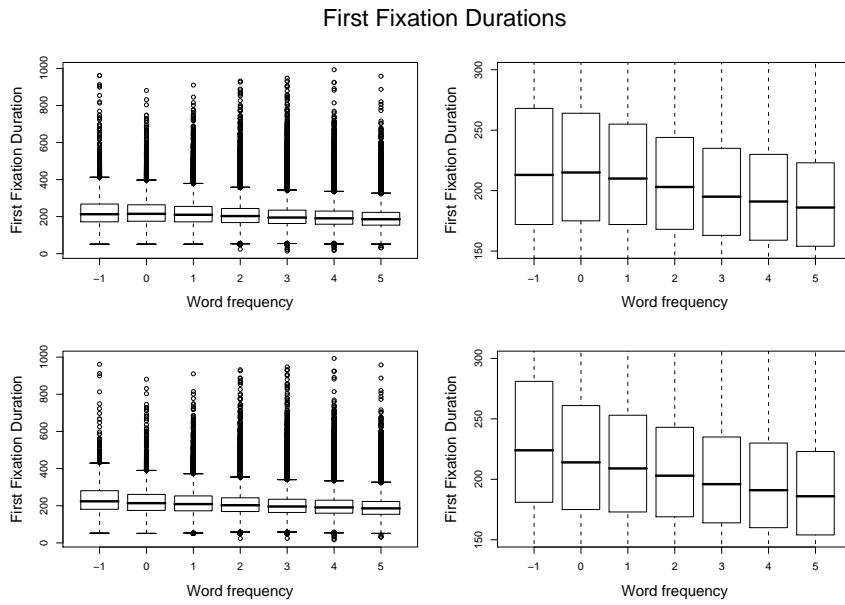 First Fixation Durations
First Fixation Duration
0 200 400 600 800 1000
−1 0 1 2 3 4 5
Word frequency
First Fixation Duration
150 200 250 300
−1 0 1 2 3 4 5
Word frequency
First Fixation Duration
0 200 400 600 800 1000
−1 0 1 2 3 4 5
Word frequency
First Fixation Duration
150 200 250 300
−1 0 1 2 3 4 5
Word frequency